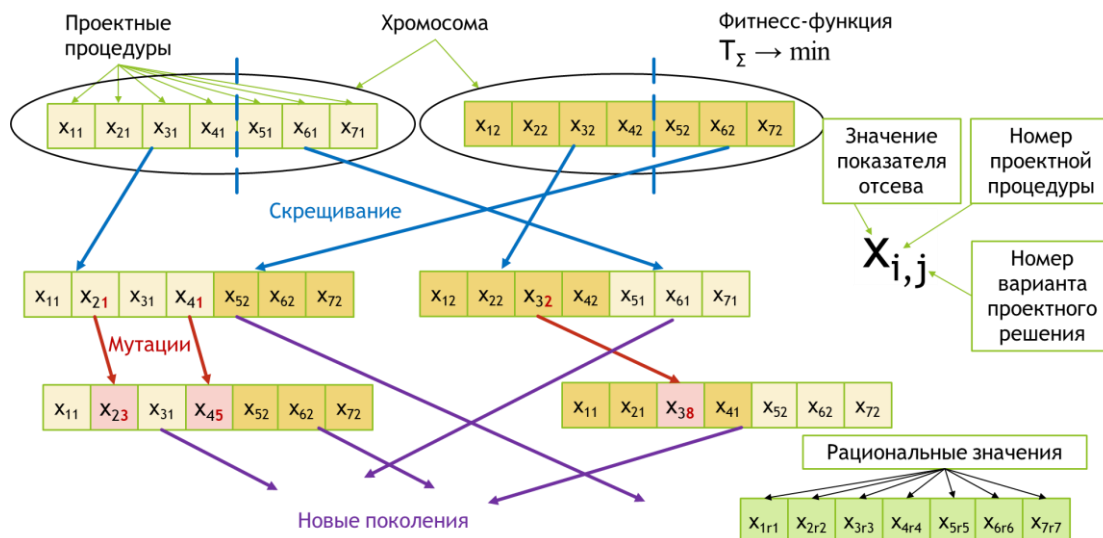 Проектные
процедуры
Хромосома
Фитнесс-функция
T_Σ → min
x₁₁ x₂₁ x₃₁ x₄₁ x₅₁ x₆₁ x₇₁
x₁₂ x₂₂ x₃₂ x₄₂ x₅₂ x₆₂ x₇₂
Значение
показателя
отсева
Номер
проектной
процедуры
Скрещивание
x_i,j
Номер
варианта
проектного
решения
x₁₁ x₂₁ x₃₁ x₄₁ x₅₂ x₆₂ x₇₂
x₁₂ x₂₂ x₃₂ x₄₂ x₅₁ x₆₁ x₇₁
Мутации
x₁₁ x₂₃ x₃₁ x₄₅ x₅₂ x₆₂ x₇₂
x₁₁ x₂₁ x₃₈ x₄₁ x₅₂ x₆₂ x₇₂
Рациональные значения
Новые поколения
x₁r₁ x₂r₂ x₃r₃ x₄r₄ x₅r₅ x₆r₆ x₇r₇